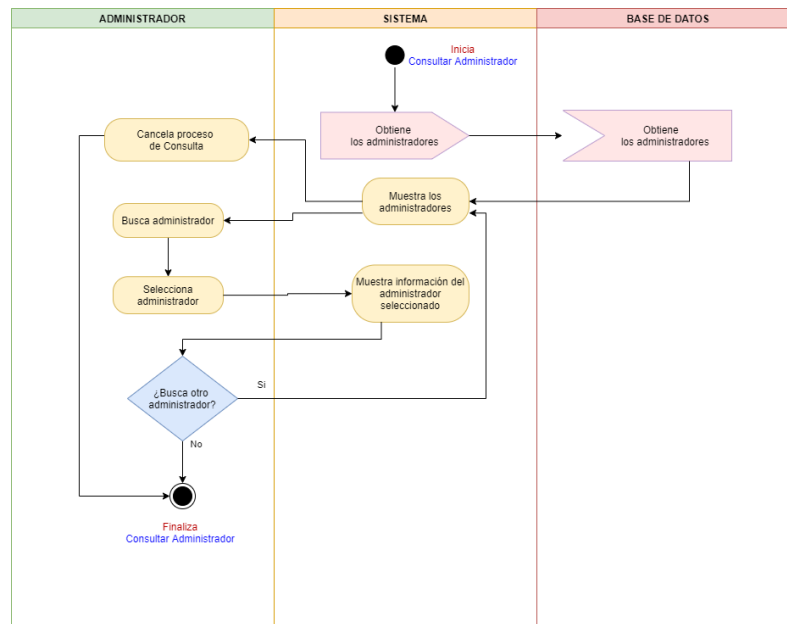 ADMINISTRADOR
SISTEMA
BASE DE DATOS
Inicia
Consultar Administrador
Cancela proceso
de Consulta
Obtiene
los administradores
Obtiene
los administradores
Muestra los
administradores
Busca administrador
Selecciona
administrador
Muestra información del
administrador
seleccionado
¿Busca otro
administrador?
Si
No
Finaliza
Consultar Administrador